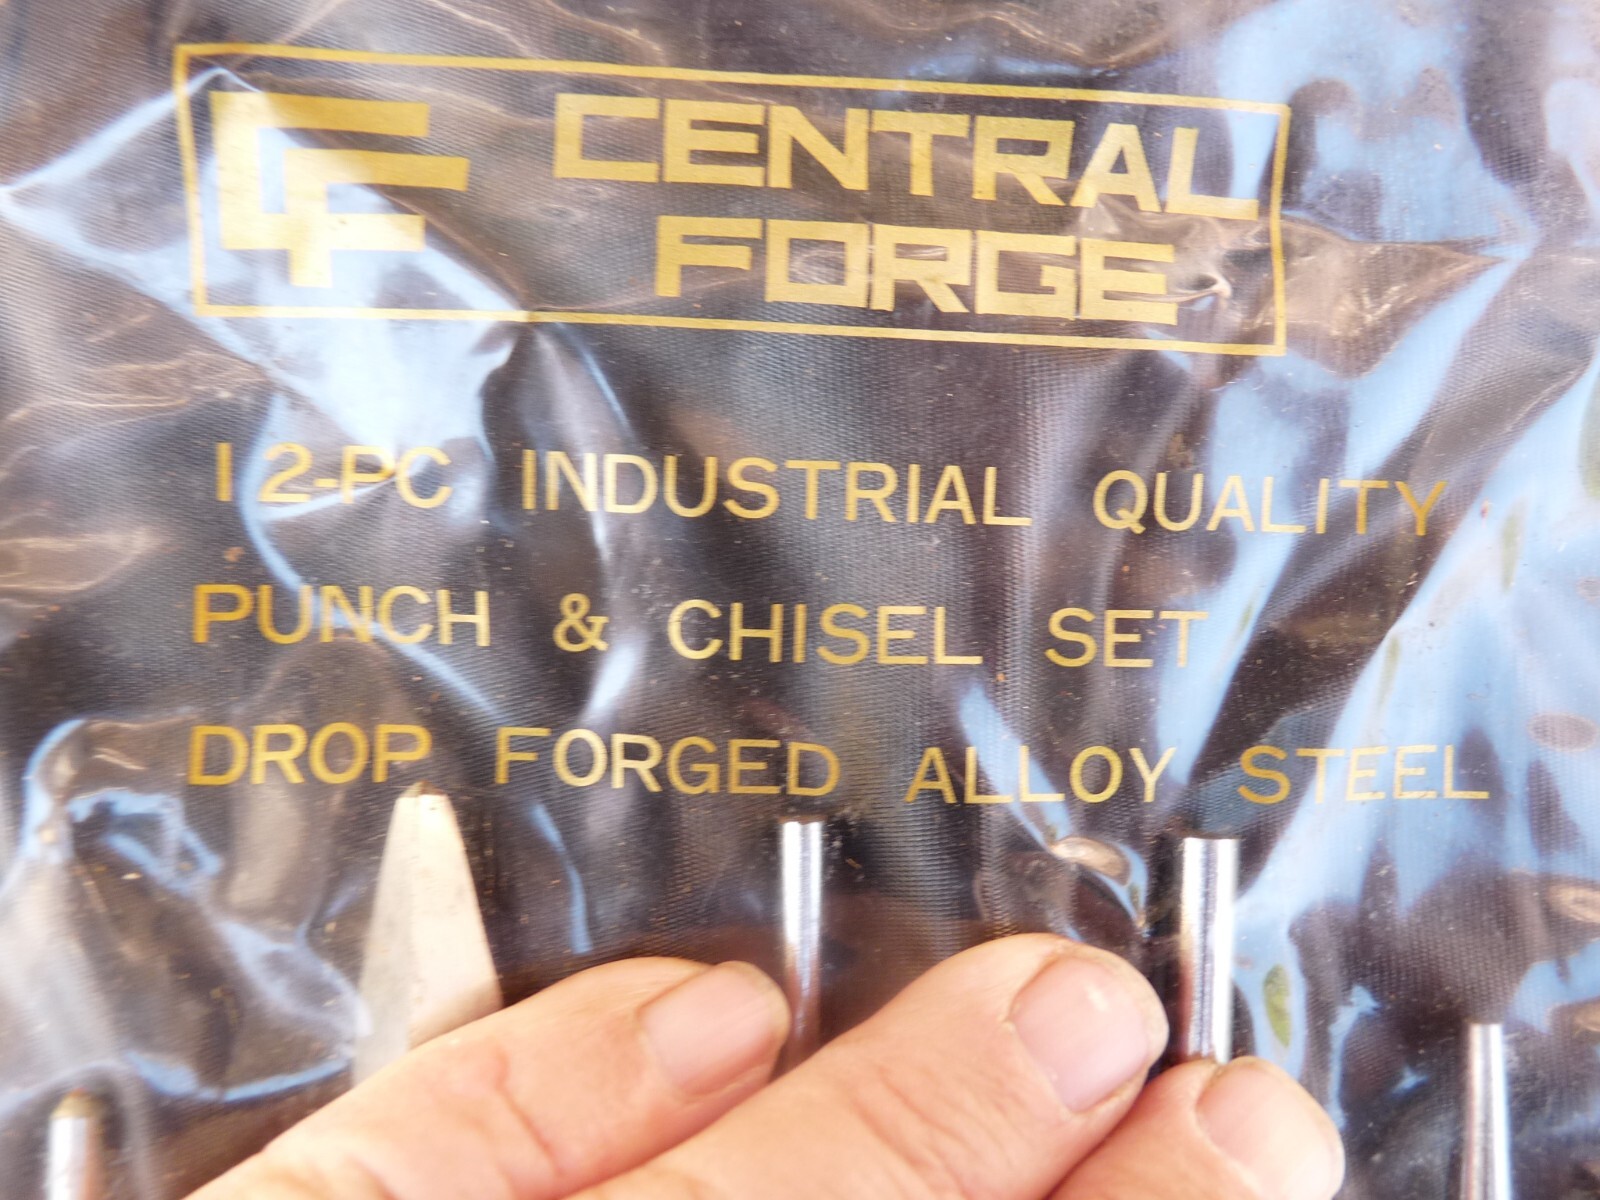 CF CENTRAL
FORGE
12-PC INDUSTRIAL QUALITY
PUNCH & CHISEL SET
DROP FORGED ALLOY STEEL